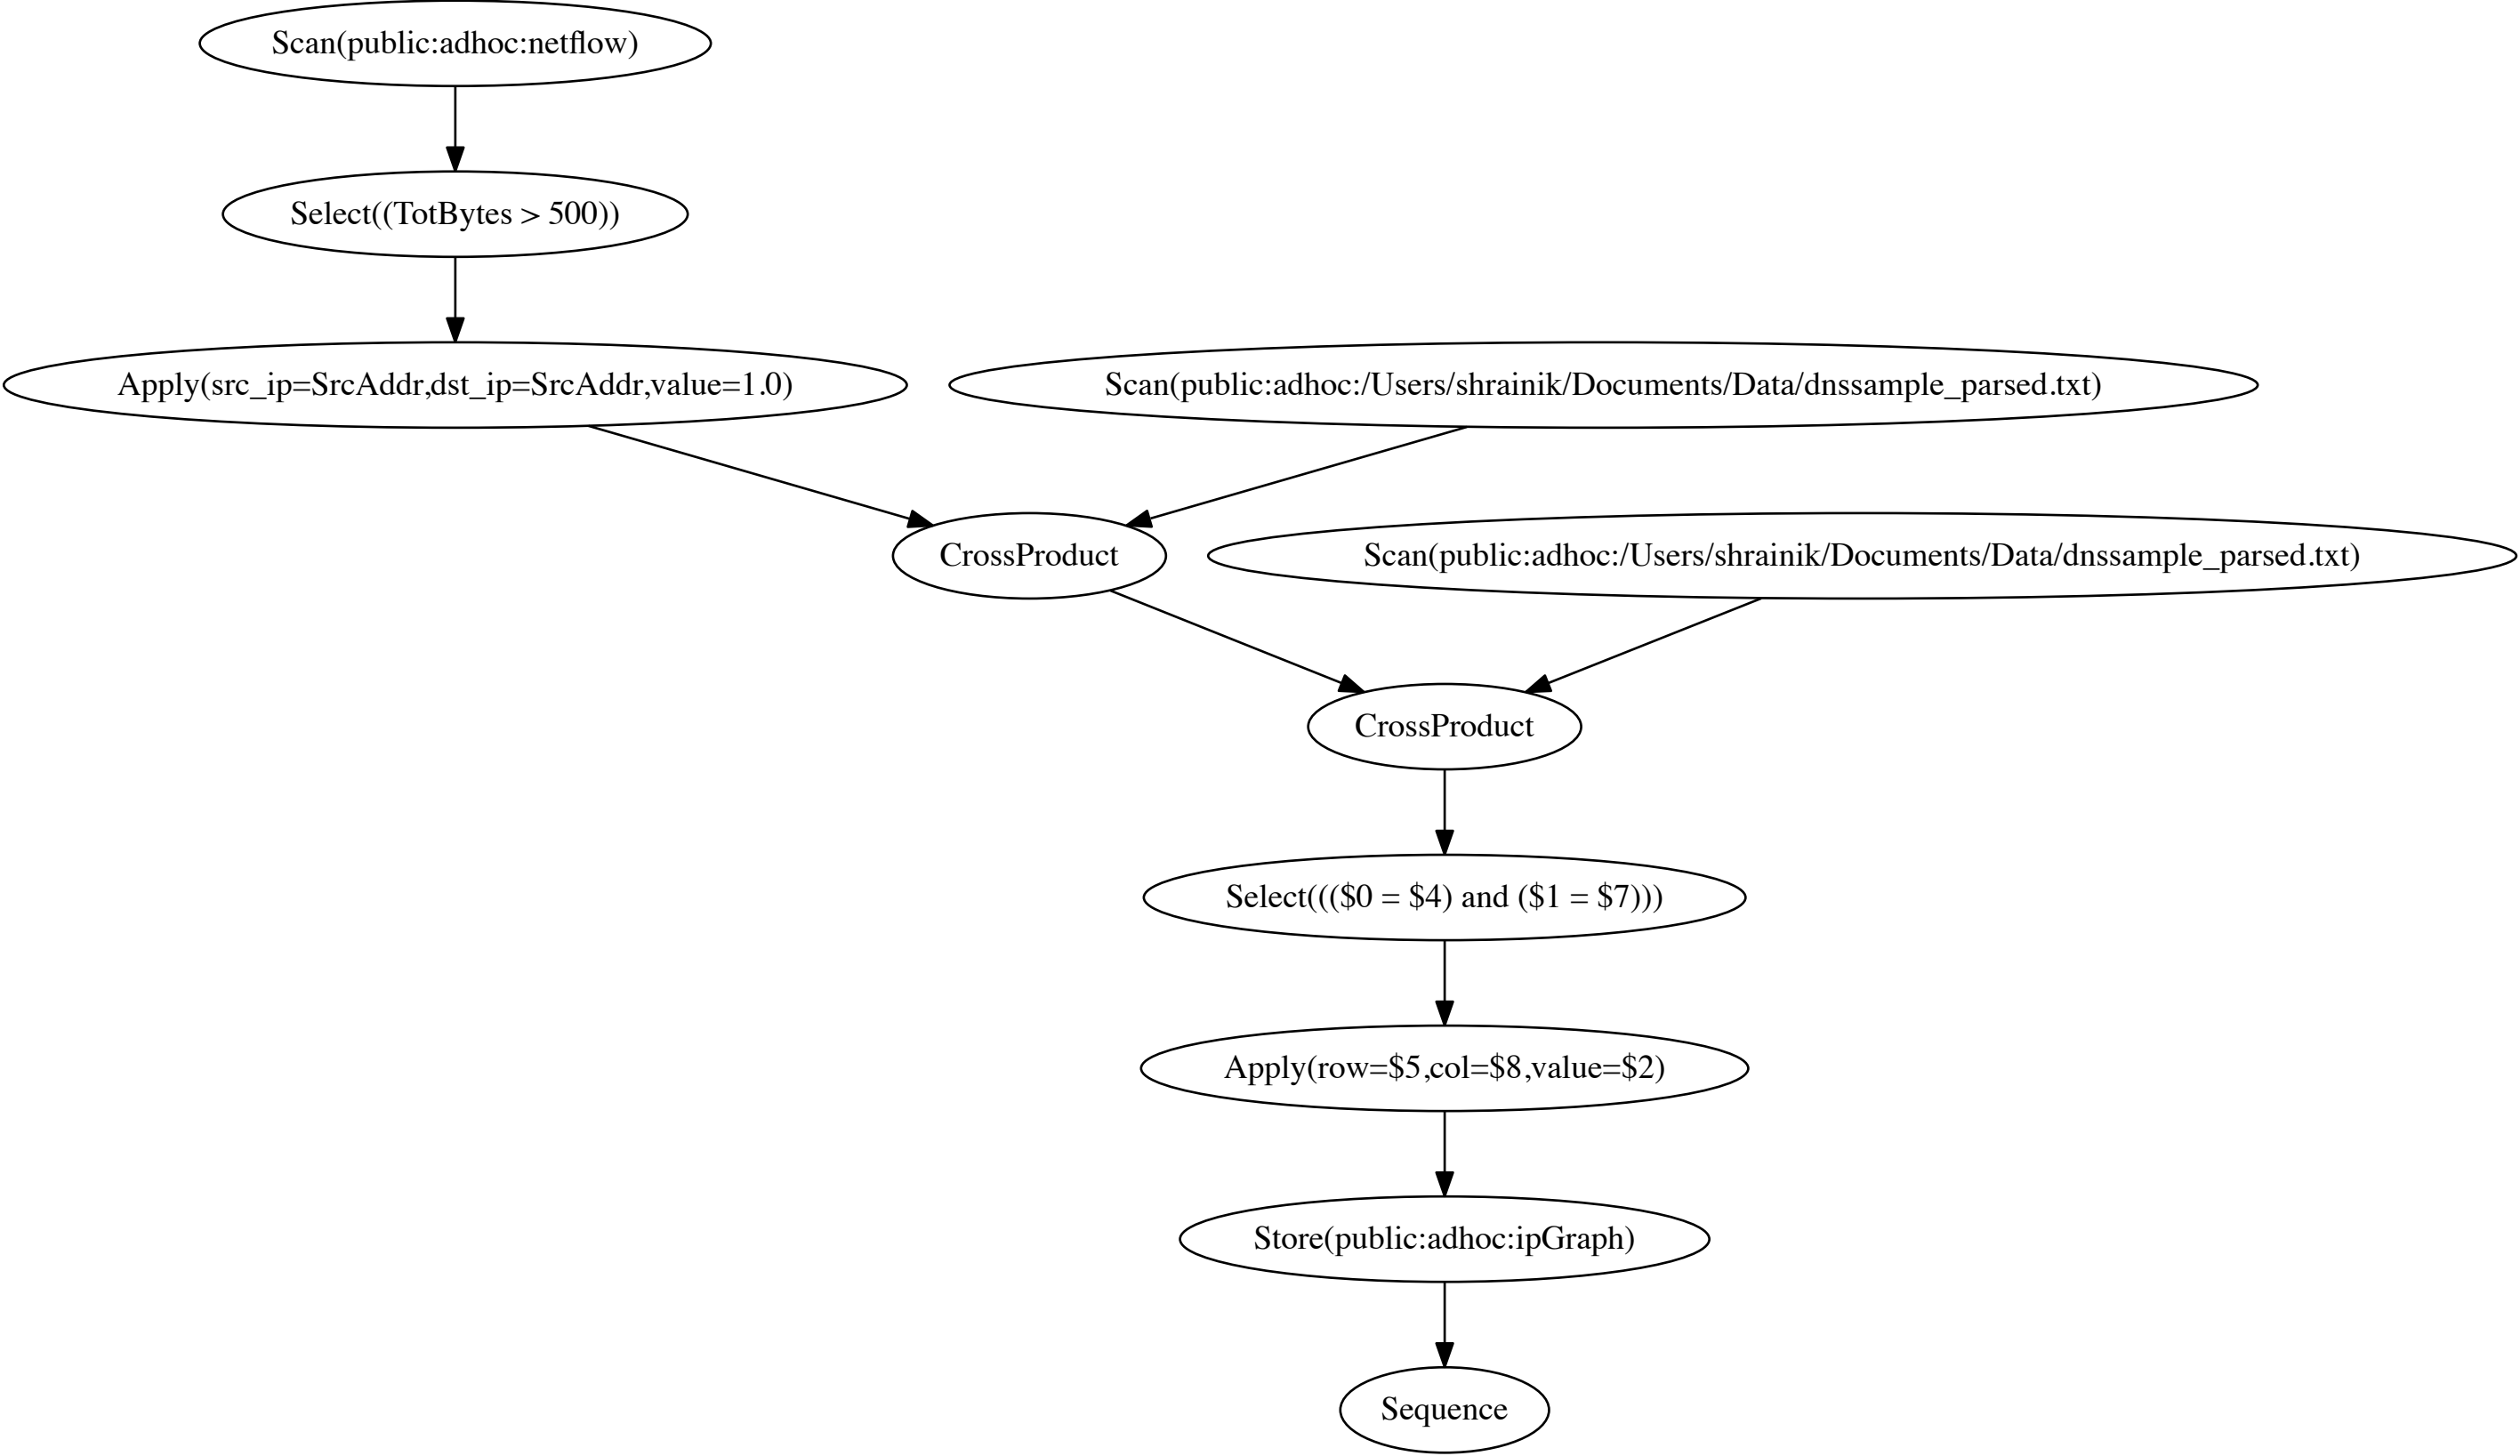 Scan(public:adhoc:netflow)
Select((TotBytes > 500))
Apply(src_ip=SrcAddr,dst_ip=SrcAddr,value=1.0)
Scan(public:adhoc:/Users/shrainik/Documents/Data/dnssample_parsed.txt)
CrossProduct
Scan(public:adhoc:/Users/shrainik/Documents/Data/dnssample_parsed.txt)
CrossProduct
Select((($0 = $4) and ($1 = $7)))
Apply(row=$5,col=$8,value=$2)
Store(public:adhoc:ipGraph)
Sequence